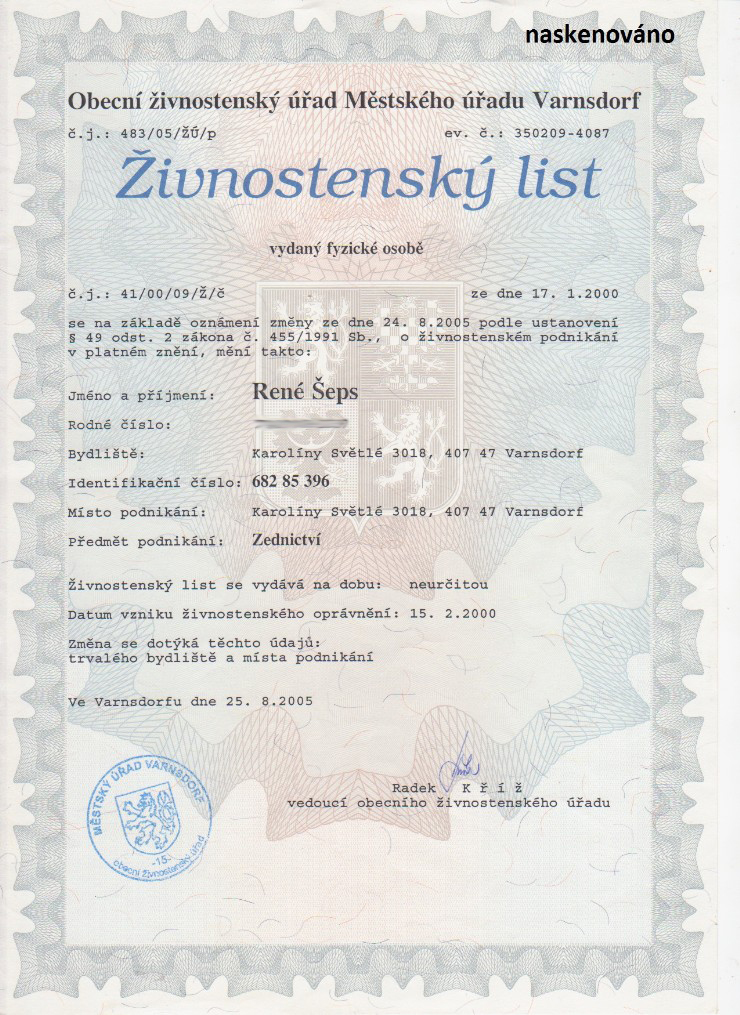 naskenováno
Obecní živnostenský úřad Městského úřadu Varnsdorf
č.j.: 483/05/ŽÚ/p ev. č.: 350209-4087
Živnostenský list
vydaný fyzické osobě
č.j.: 41/00/09/Ž/č ze dne 17. 1.2000
se na základě oznámení změny ze dne 24. 8.2005 podle ustanovení
§ 49 odst. 2 zákona č. 455/1991 Sb., o živnostenském podnikání
v platném znění, mění takto:
Jméno a příjmení: René Šeps
Rodné číslo:
Bydliště: Karolíny Světlé 3018, 407 47 Varnsdorf
Identifikační číslo: 682 85 396
Místo podnikání: Karolíny Světlé 3018, 407 47 Varnsdorf
Předmět podnikání: Zednictví
Živnostenský list se vydává na dobu: neurčitou
Datum vzniku živnostenského oprávnění: 15. 2.2000
Změna se dotýká těchto údajů:
trvalého bydliště a místa podnikání
Ve Varnsdorfu dne 25. 8.2005
Radek K ř í ž
vedoucí obecního živnostenského úřadu
MĚSTSKÝ ÚŘAD VARNSDORF
-15-
obecní živnostenský úřad